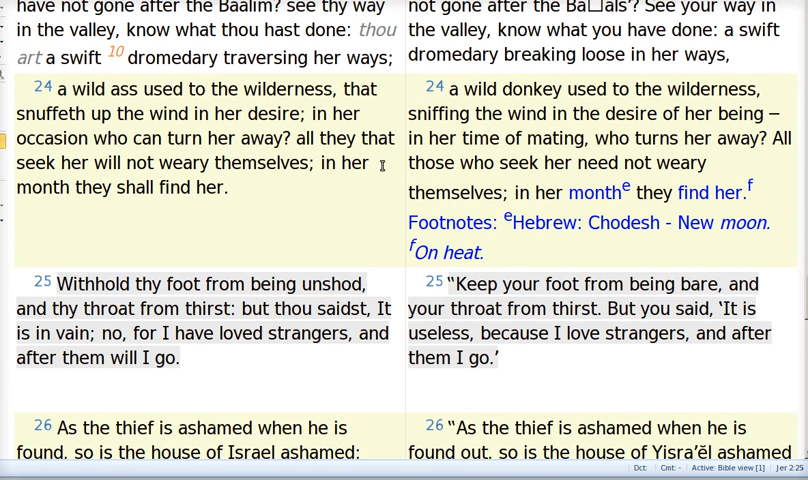 have not gone after the Baalim? see thy way
in the valley, know what thou hast done: thou
art a swift 10 dromedary traversing her ways;
24 a wild ass used to the wilderness, that
snuffeth up the wind in her desire; in her
occasion who can turn her away? all they that
seek her will not weary themselves; in her
month they shall find her.
25 Withhold thy foot from being unshod,
and thy throat from thirst: but thou saidst, It
is in vain; no, for I have loved strangers, and
after them will I go.
26 As the thief is ashamed when he is
found, so is the house of Israel ashamed;
not gone after the Ba□als’? See your way in
the valley, know what you have done: a swift
dromedary breaking loose in her ways,
24 a wild donkey used to the wilderness,
sniffing the wind in the desire of her being –
in her time of mating, who turns her away? All
those who seek her need not weary
themselves; in her month e they find her. f
Footnotes: e Hebrew: Chodesh - New moon.
f On heat.
25 “Keep your foot from being bare, and
your throat from thirst. But you said, ‘It is
useless, because I love strangers, and after
them I go.’
26 “As the thief is ashamed when he is
found out, so is the house of Yisra’ĕl ashamed
Dct: Cmt: - Active: Bible view [1] Jer 2:25